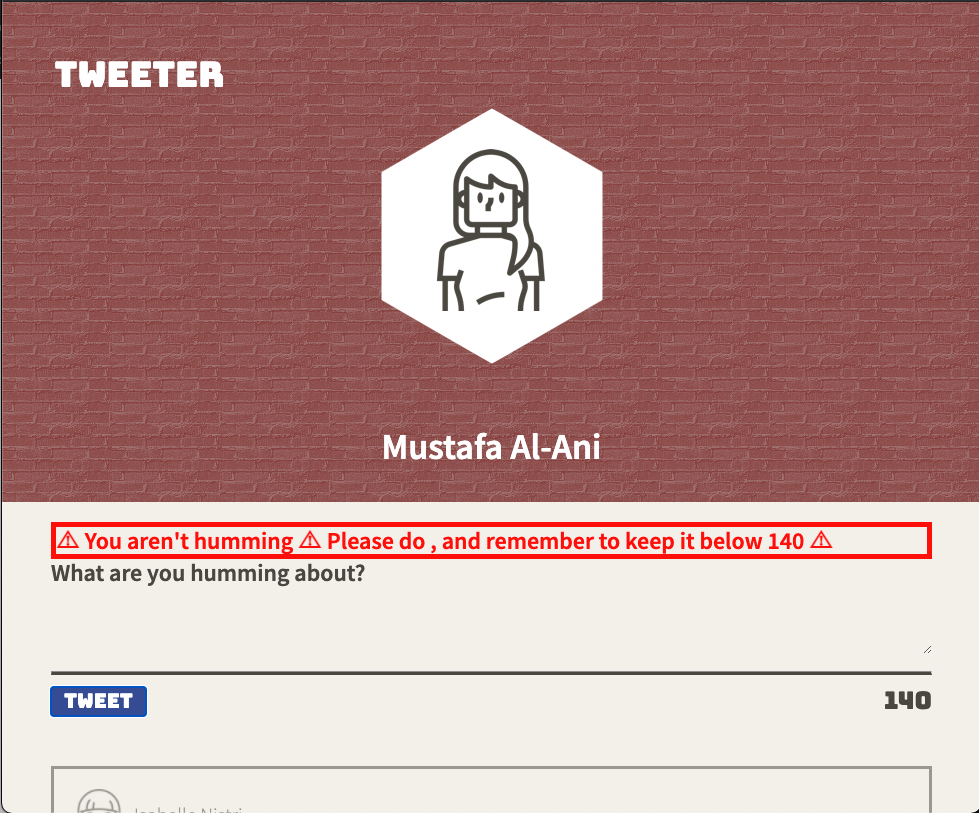 TWEETER
Mustafa Al-Ani
⚠ You aren't humming ⚠ Please do , and remember to keep it below 140 ⚠
What are you humming about?
TWEET
140